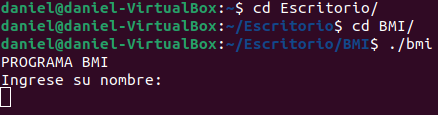 daniel@daniel-VirtualBox:~$ cd Escritorio/
daniel@daniel-VirtualBox:~/Escritorio$ cd BMI/
daniel@daniel-VirtualBox:~/Escritorio/BMI$ ./bmi
PROGRAMA BMI
Ingrese su nombre: